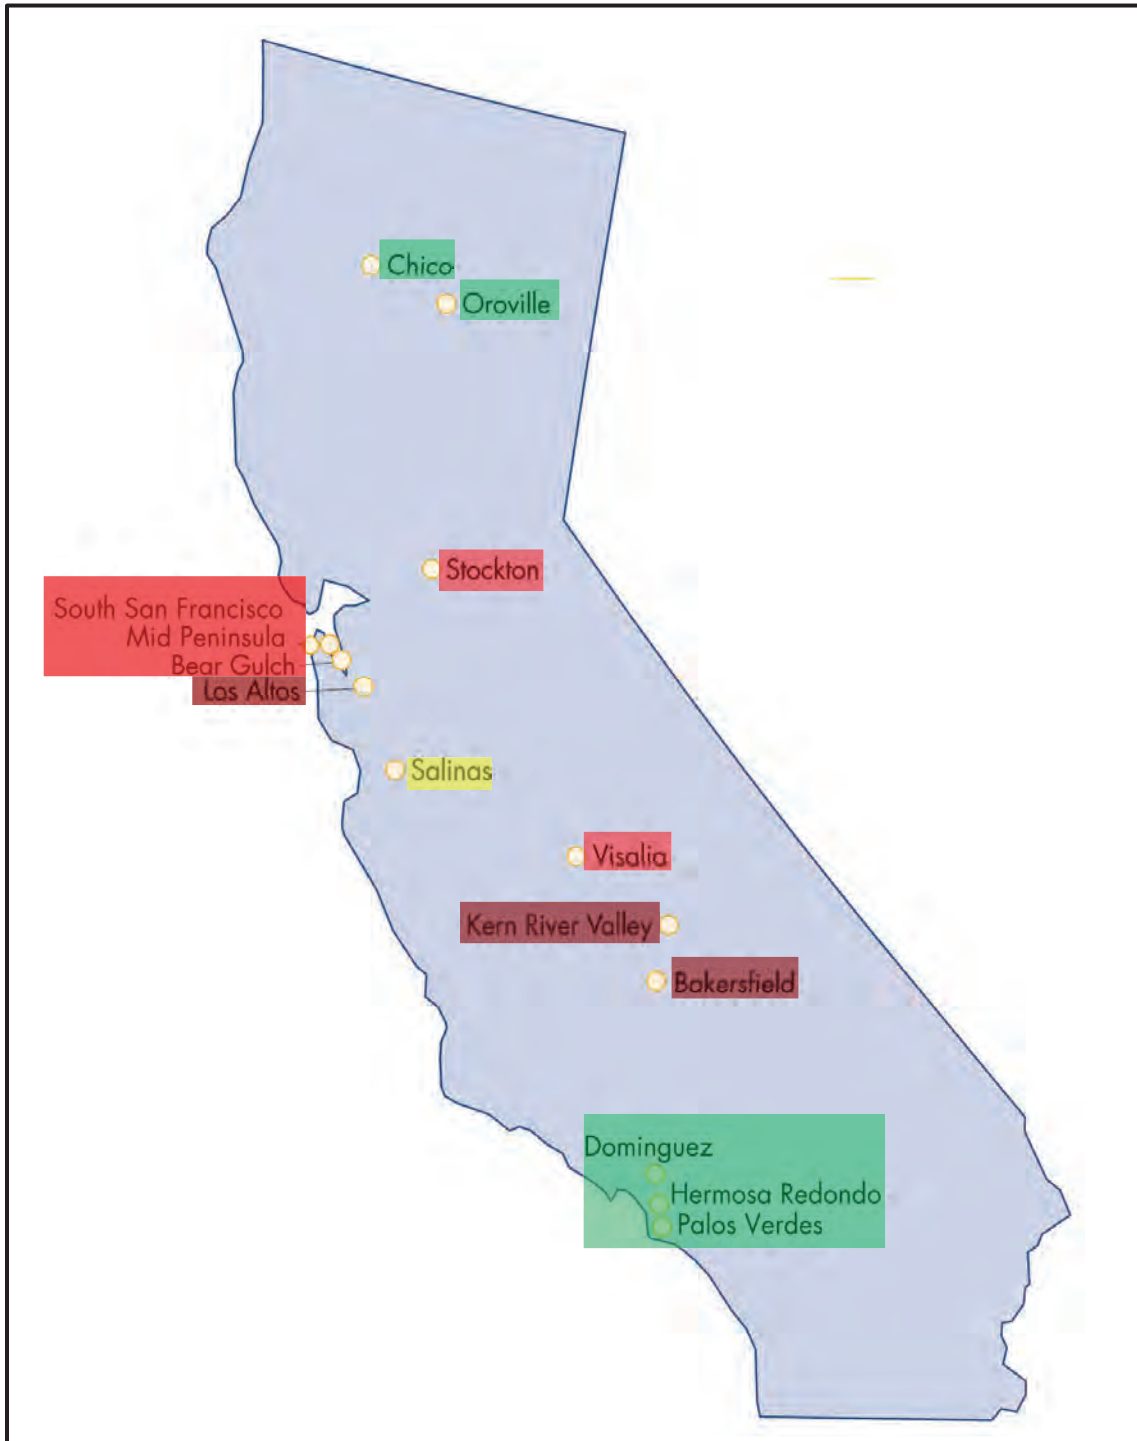 Chico
Oroville
Stockton
South San Francisco
Mid Peninsula
Bear Gulch
Los Altos
Salinas
Visalia
Kern River Valley
Bakersfield
Dominguez
Hermosa Redondo
Palos Verdes